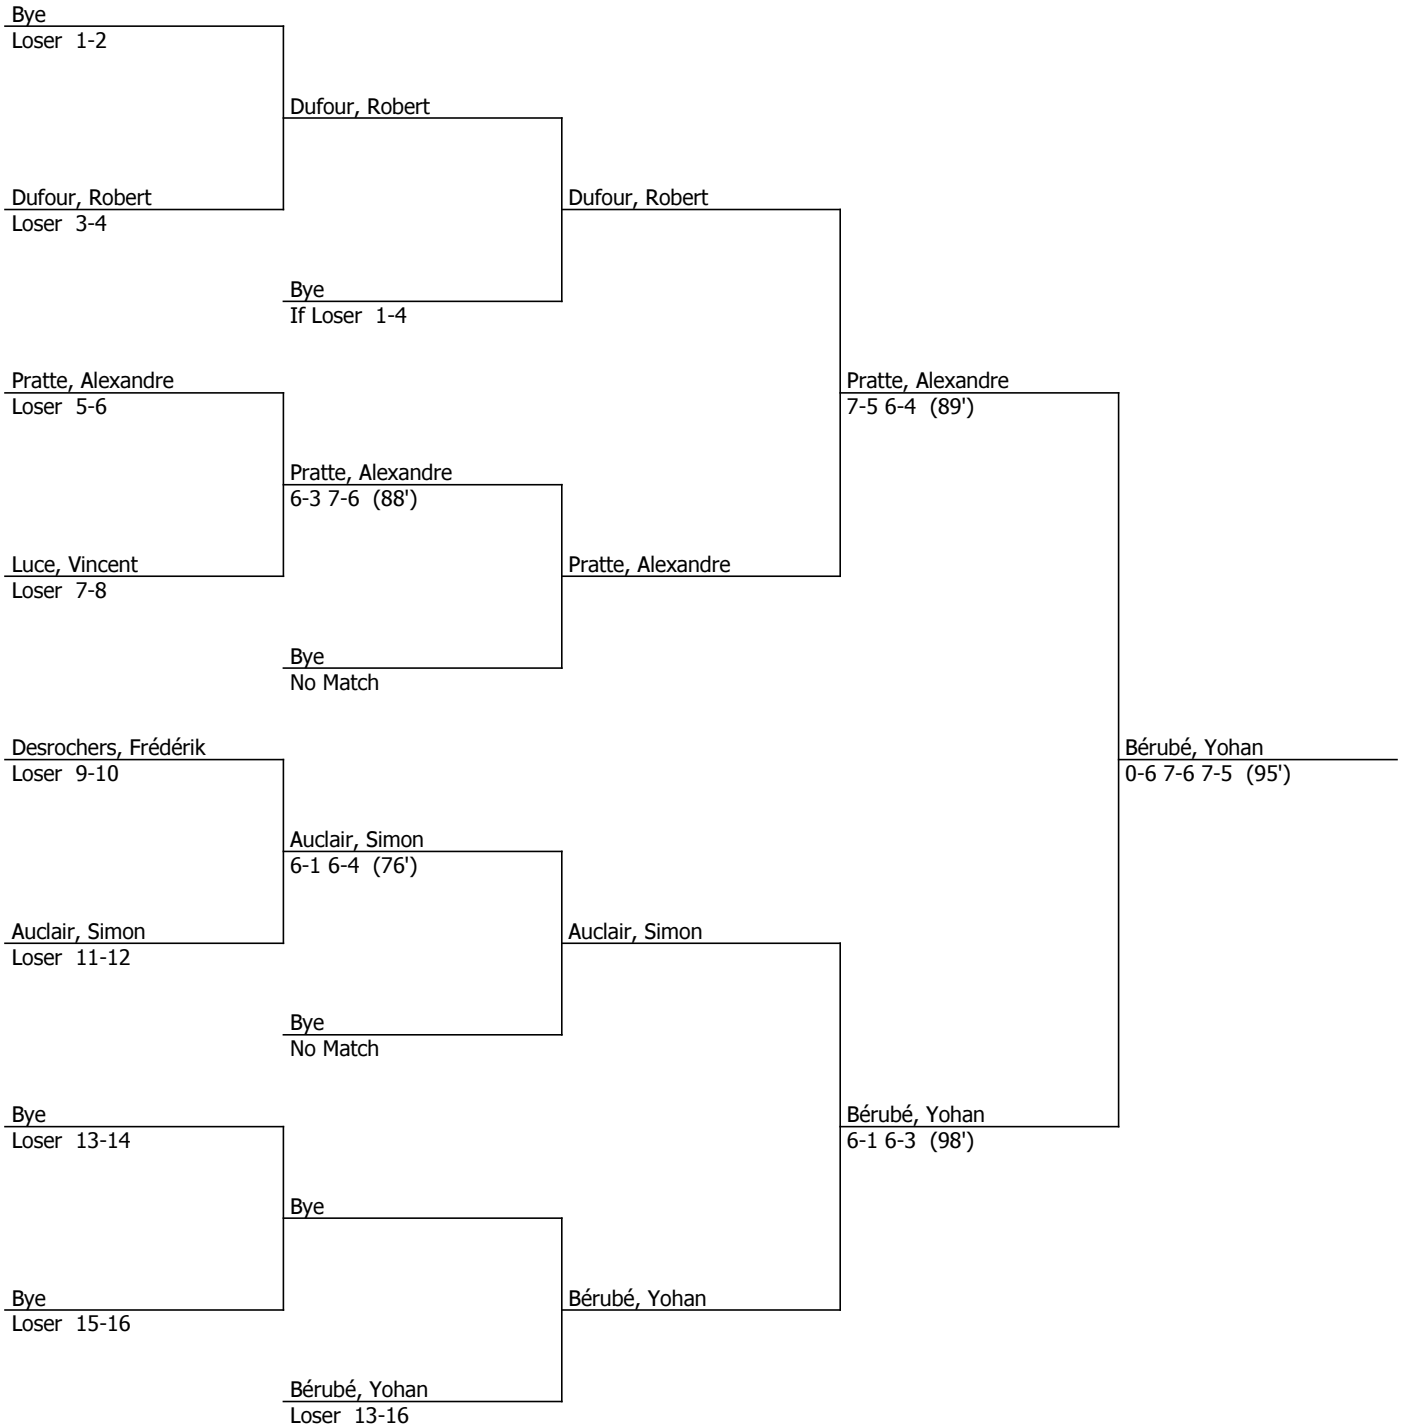 Bye
Loser 1-2
Dufour, Robert
Dufour, Robert
Loser 3-4
Dufour, Robert
Bye
If Loser 1-4
Pratte, Alexandre
Loser 5-6
Pratte, Alexandre
7-5 6-4 (89')
Pratte, Alexandre
6-3 7-6 (88')
Luce, Vincent
Loser 7-8
Pratte, Alexandre
Bye
No Match
Desrochers, Frédérik
Loser 9-10
Bérubé, Yohan
0-6 7-6 7-5 (95')
Auclair, Simon
6-1 6-4 (76')
Auclair, Simon
Loser 11-12
Auclair, Simon
Bye
No Match
Bye
Loser 13-14
Bérubé, Yohan
6-1 6-3 (98')
Bye
Bye
Loser 15-16
Bérubé, Yohan
Bérubé, Yohan
Loser 13-16